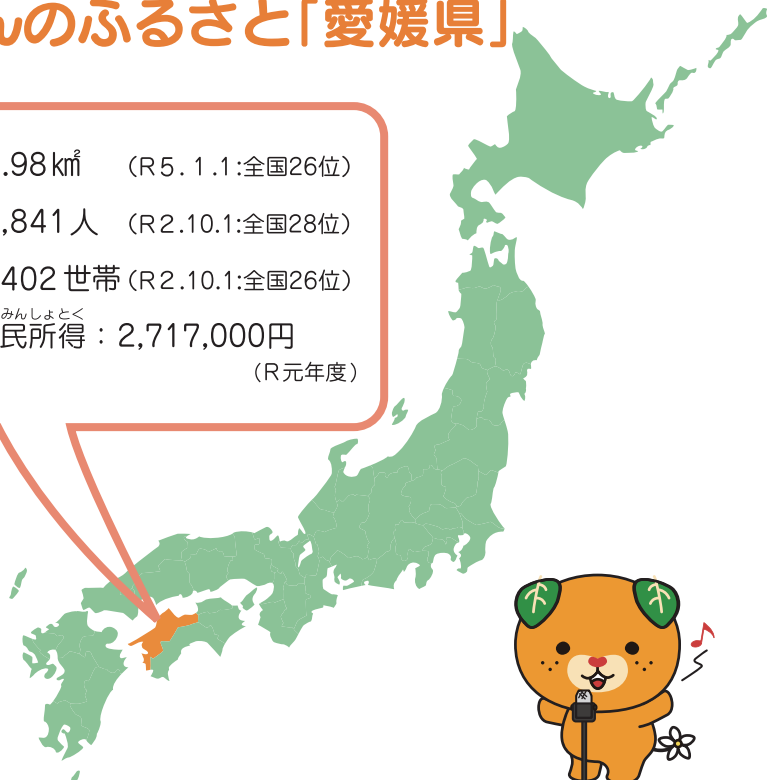 んのふるさと「愛媛県」
.98㎢ （R5.1.1:全国26位）
,841人 （R2.10.1:全国28位）
402世帯（R2.10.1:全国26位）
みんしょとく
民所得：2,717,000円
（R元年度）